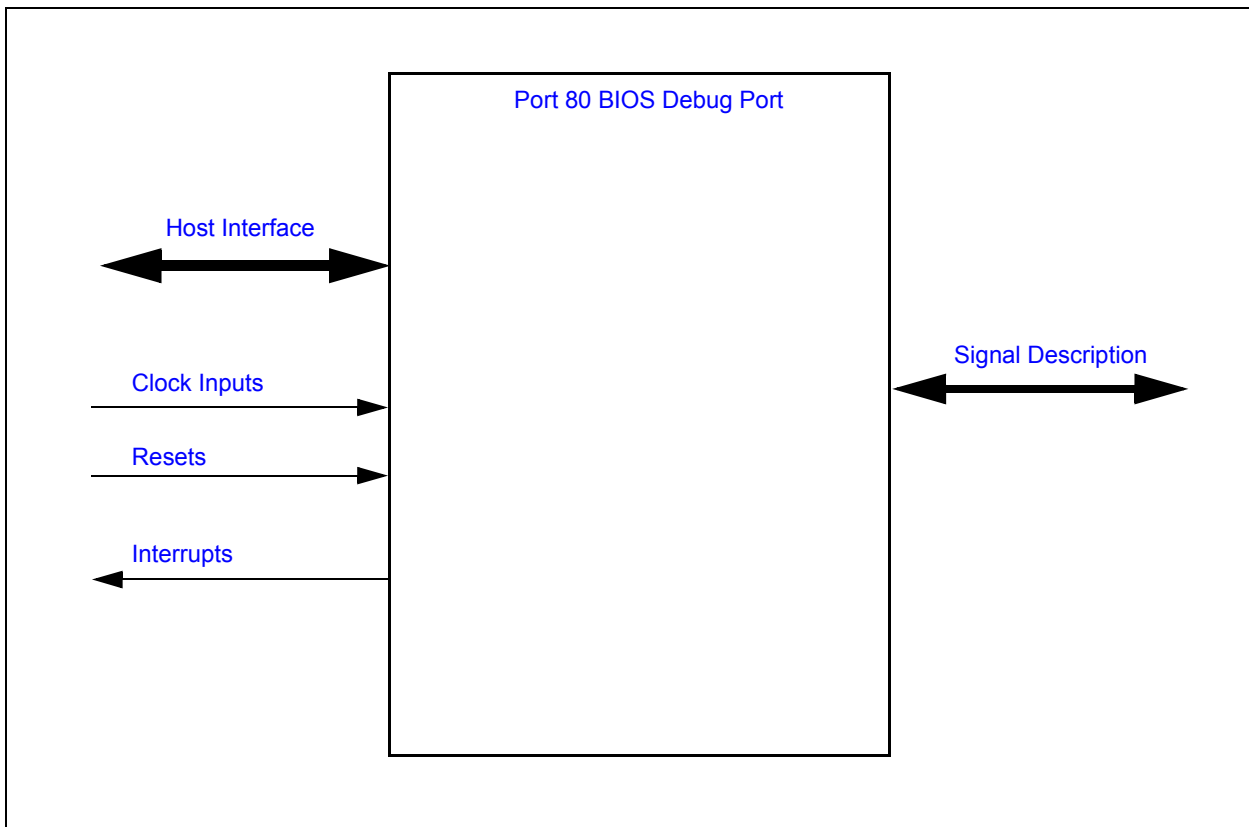 Port 80 BIOS Debug Port
Host Interface
Signal Description
Clock Inputs
Resets
Interrupts